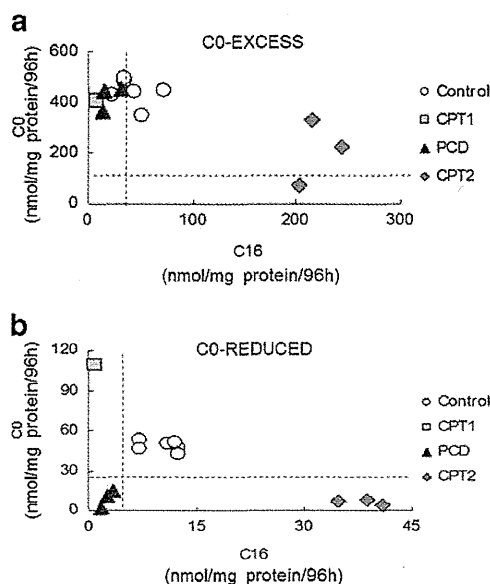 a
C0-EXCESS
C0
(nmol/mg protein/96h)
600
400
200
0
0
100
200
300
C16
(nmol/mg protein/96h)
Control
CPT1
PCD
CPT2
b
C0-REDUCED
C0
(nmol/mg protein/96h)
120
90
60
30
0
0
15
30
45
C16
(nmol/mg protein/96h)
Control
CPT1
PCD
CPT2